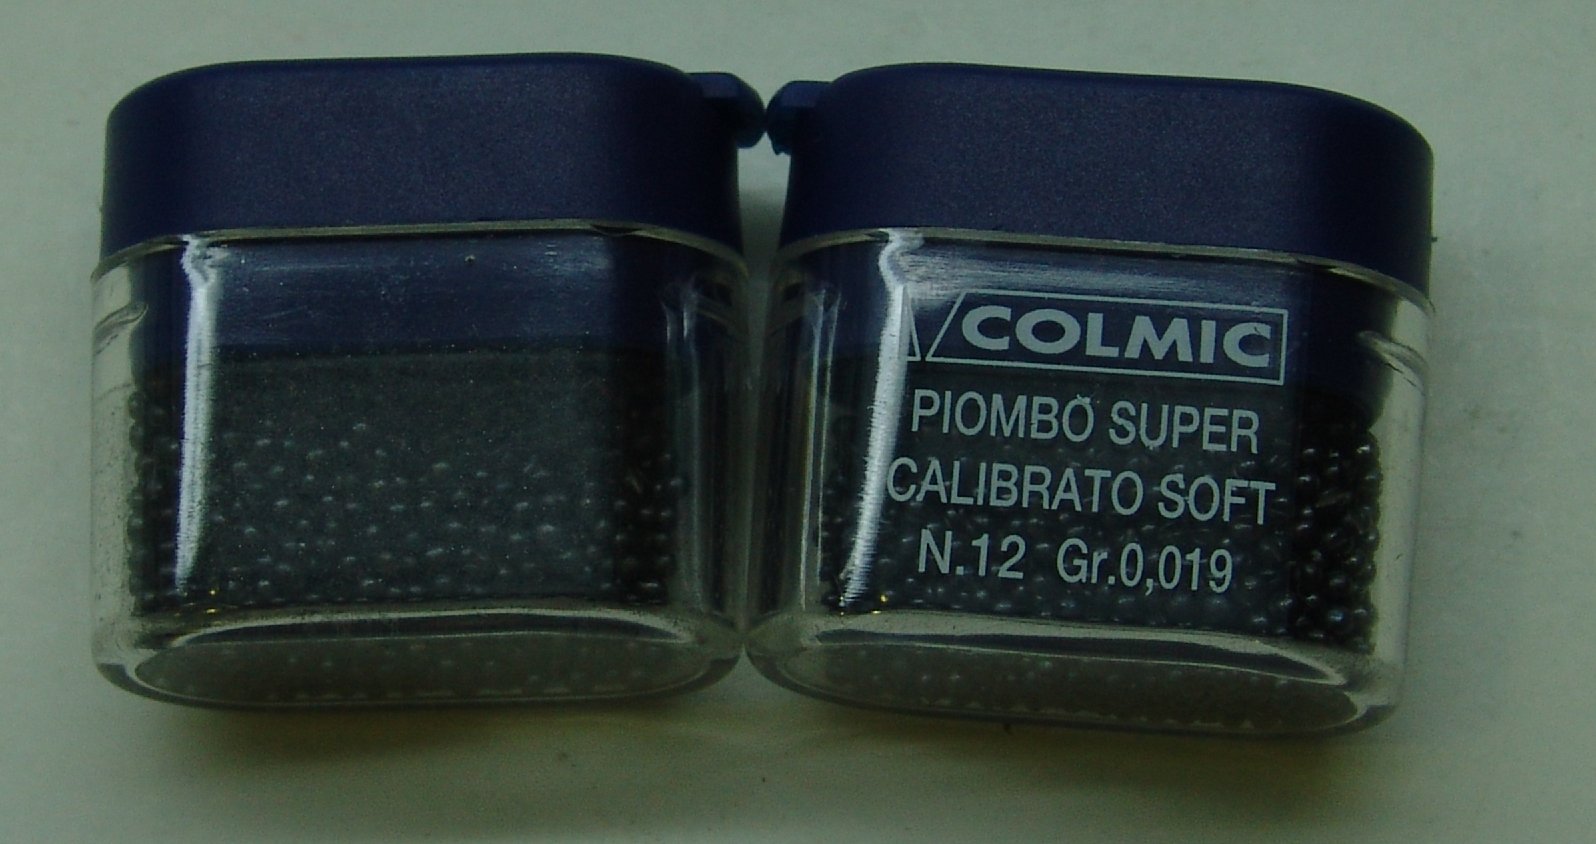 COLMIC
PIOMBO SUPER
CALIBRATO SOFT
N.12 Gr.0,019